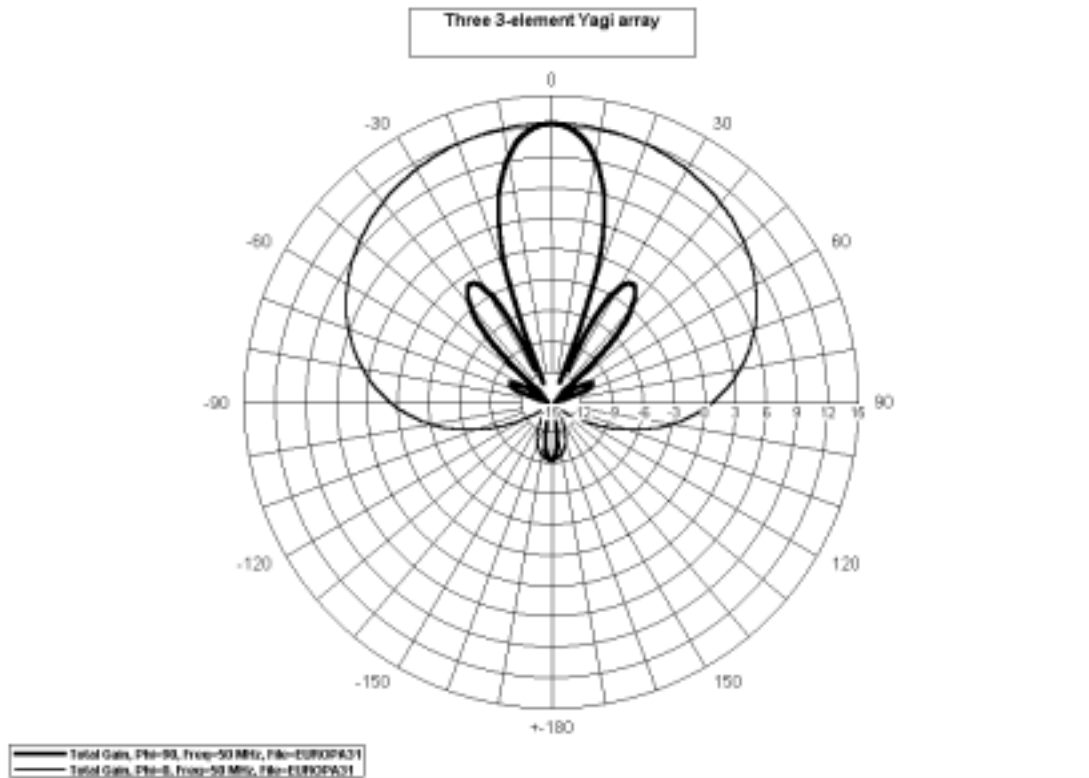 Three 3-element Yagi array
0
-30 30
-60 60
-90 -15 -12 -9 -6 -3 0 3 6 9 12 15 90
-120 120
-150 150
+-180
Total Gain, Phi=90, Freq=50 MHz, File=EUROPA31
Total Gain, Phi=0, Freq=50 MHz, File=EUROPA31